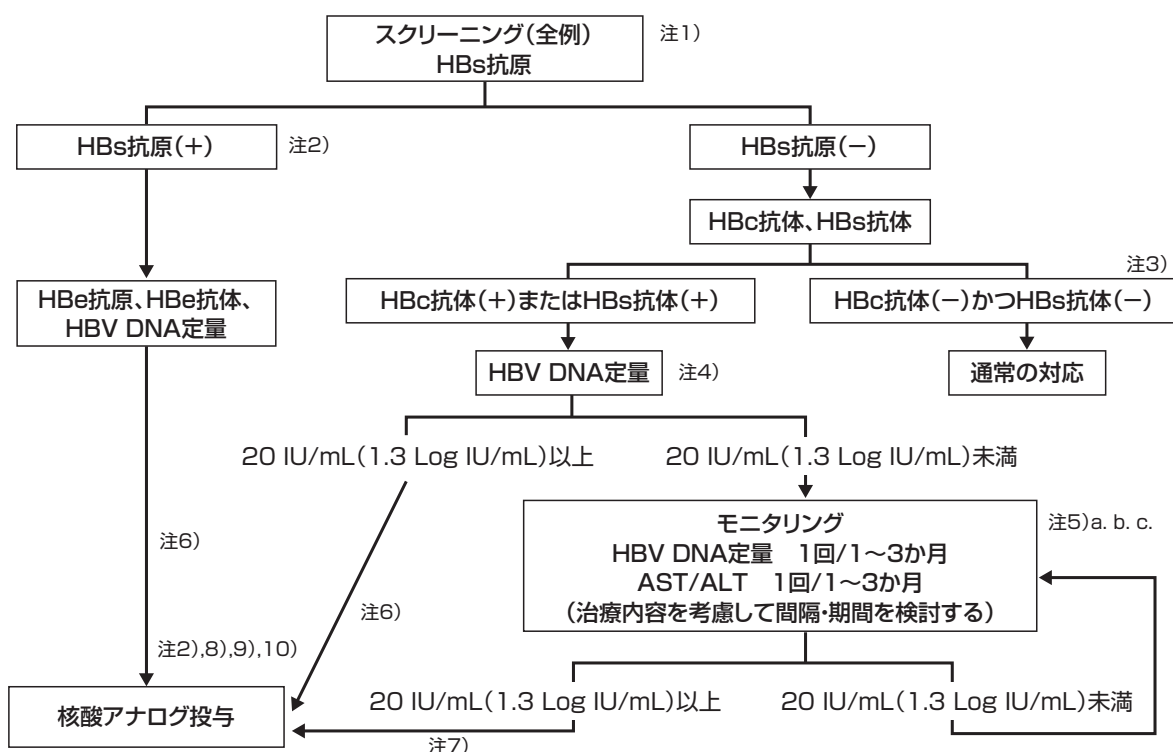 スクリーニング（全例）
HBs抗原
注1）
HBs抗原（＋）
注2）
HBs抗原（－）
HBc抗体、HBs抗体
注3）
HBe抗原、HBe抗体、
HBV DNA定量
HBc抗体（＋）またはHBs抗体（＋）
HBc抗体（－）かつHBs抗体（－）
HBV DNA定量
注4）
通常の対応
20 IU/mL（1.3 Log IU/mL）以上
20 IU/mL（1.3 Log IU/mL）未満
モニタリング
HBV DNA定量　1回/1～3か月
AST/ALT　1回/1～3か月
（治療内容を考慮して間隔・期間を検討する）
注5）a. b. c.
注6）
注6）
注2）,8）,9）,10）
20 IU/mL（1.3 Log IU/mL）以上
20 IU/mL（1.3 Log IU/mL）未満
核酸アナログ投与
注7）